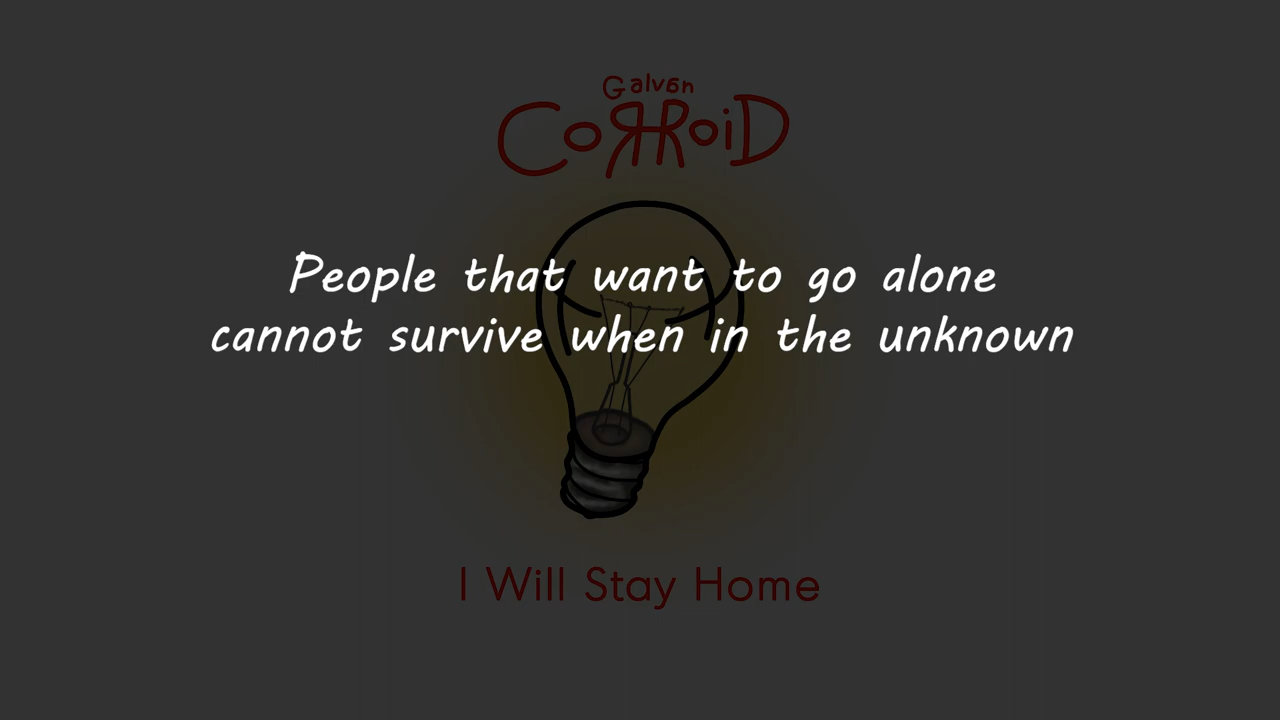 Galvan
CoRRoiD
People that want to go alone
cannot survive when in the unknown
I Will Stay Home